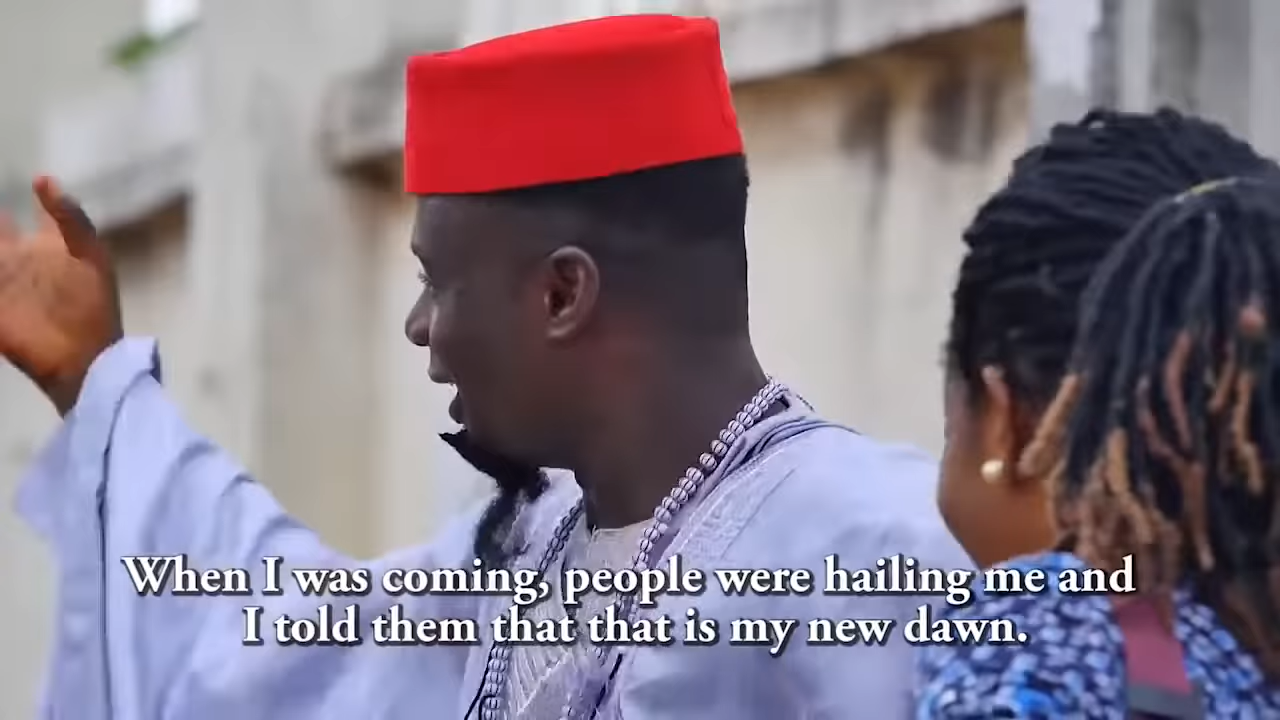 When I was coming, people were hailing me and
I told them that that is my new dawn.